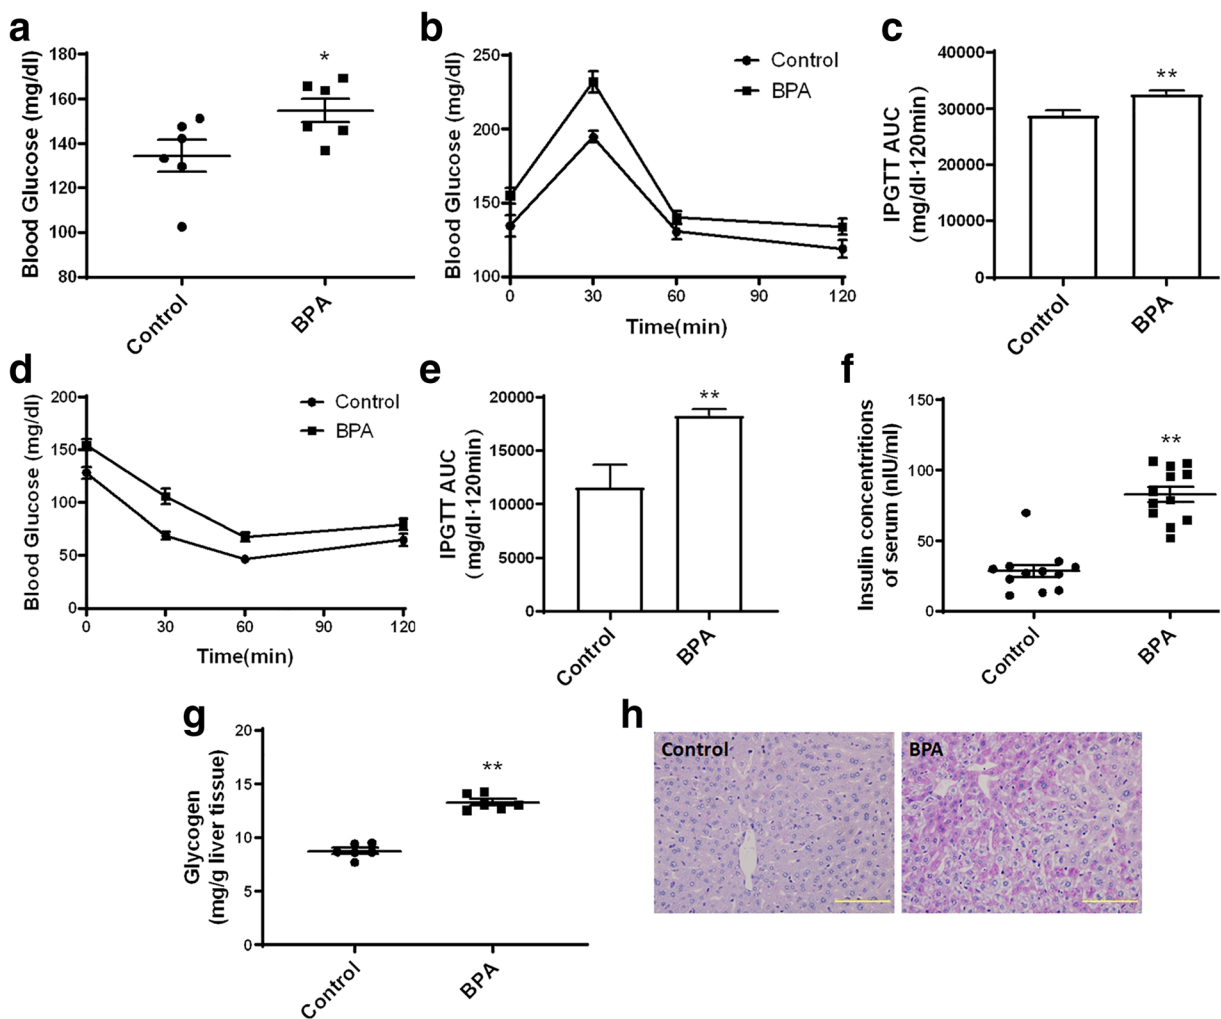 a
Blood Glucose (mg/dl)
180
160
140
120
100
80
*
Control
BPA
b
Blood Glucose (mg/dl)
250
200
150
100
Control
BPA
0
30
60
90
120
Time(min)
c
IPGTT AUC
(mg/dl·120min)
40000
30000
20000
10000
0
**
Control
BPA
d
Blood Glucose (mg/dl)
200
150
100
50
0
Control
BPA
0
30
60
90
120
Time(min)
e
IPGTT AUC
(mg/dl·120min)
20000
15000
10000
5000
0
**
Control
BPA
f
Insulin concentritions
of serum (nIU/ml)
150
100
50
0
**
Control
BPA
g
Glycogen
(mg/g liver tissue)
20
15
10
5
0
**
Control
BPA
h
Control
BPA